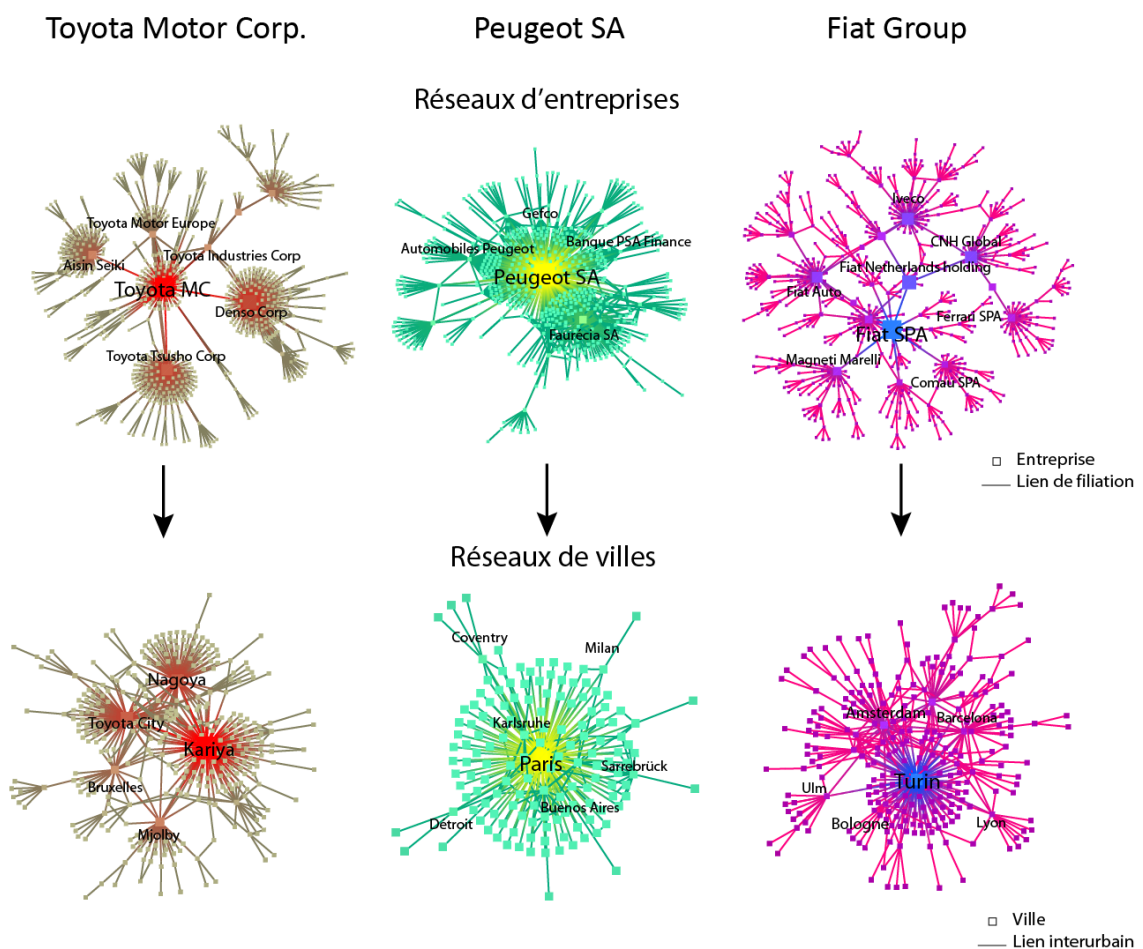 Toyota Motor Corp.
Peugeot SA
Fiat Group
Réseaux d'entreprises
Toyota Motor Europe
Aisin Seiki
Toyota Industries Corp
Toyota MC
Denso Corp
Toyota Tsusho Corp
Gefco
Automobiles Peugeot
Banque PSA Finance
Peugeot SA
Faurecia SA
Iveco
CNH Global
Fiat Netherlands holding
Fiat Auto
Ferrari SPA
Fiat SPA
Magneti Marelli
Comau SPA
Entreprise
Lien de filiation
Réseaux de villes
Nagoya
Toyota City
Kariya
Bruxelles
Mjolby
Coventry
Milan
Karlsruhe
Paris
Sarrebrück
Buenos Aires
Détroit
Amsterdam
Barcelona
Turin
Ulm
Bologne
Lyon
Ville
Lien interurbain